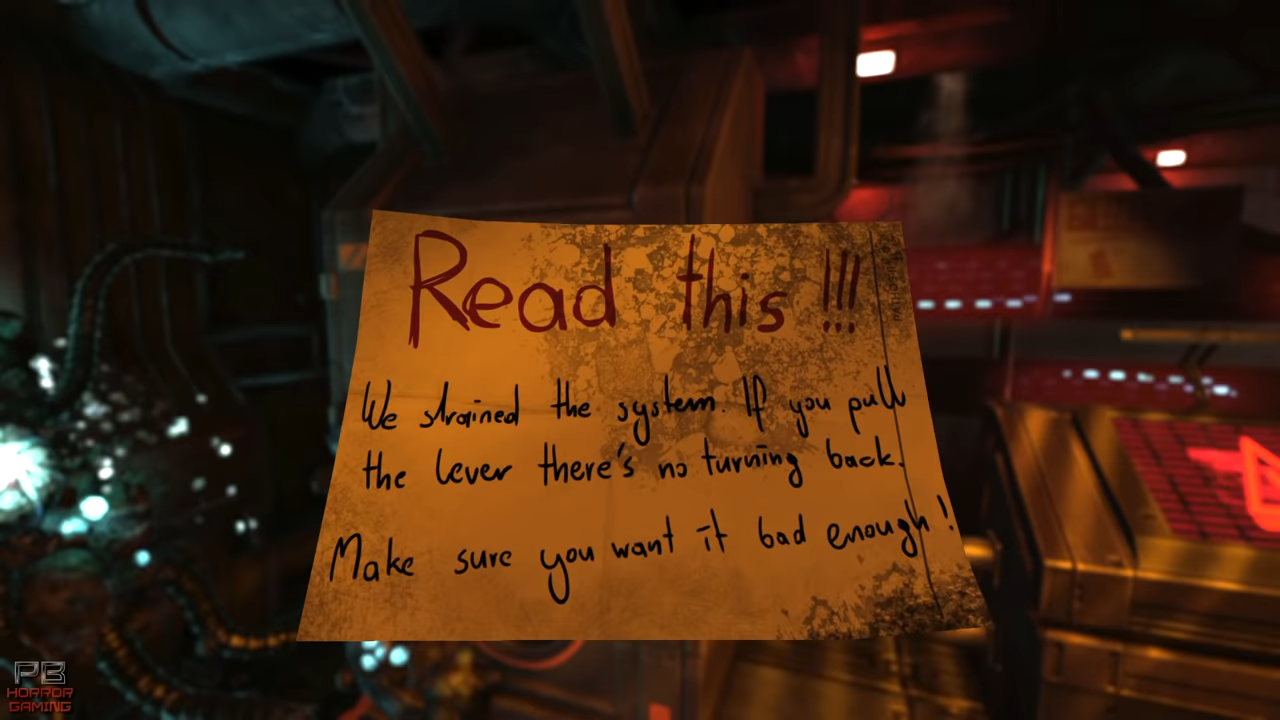 Read this !!!
We strained the system. If you pull
the lever there's no turning back.
Make sure you want it bad enough!
PB
HORROR
GAMING